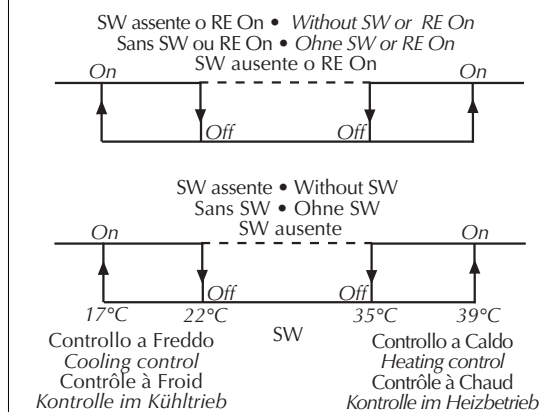 SW assente o RE On • Without SW or RE On
Sans SW ou RE On • Ohne SW or RE On
SW ausente o RE On
On On
Off Off
SW assente • Without SW
Sans SW • Ohne SW
SW ausente
On On
Off Off
17°C 22°C SW 35°C 39°C
Controllo a Freddo
Cooling control
Contrôle à Froid
Kontrolle im Kühltrieb
Controllo a Caldo
Heating control
Contrôle à Chaud
Kontrolle im Heizbetrieb